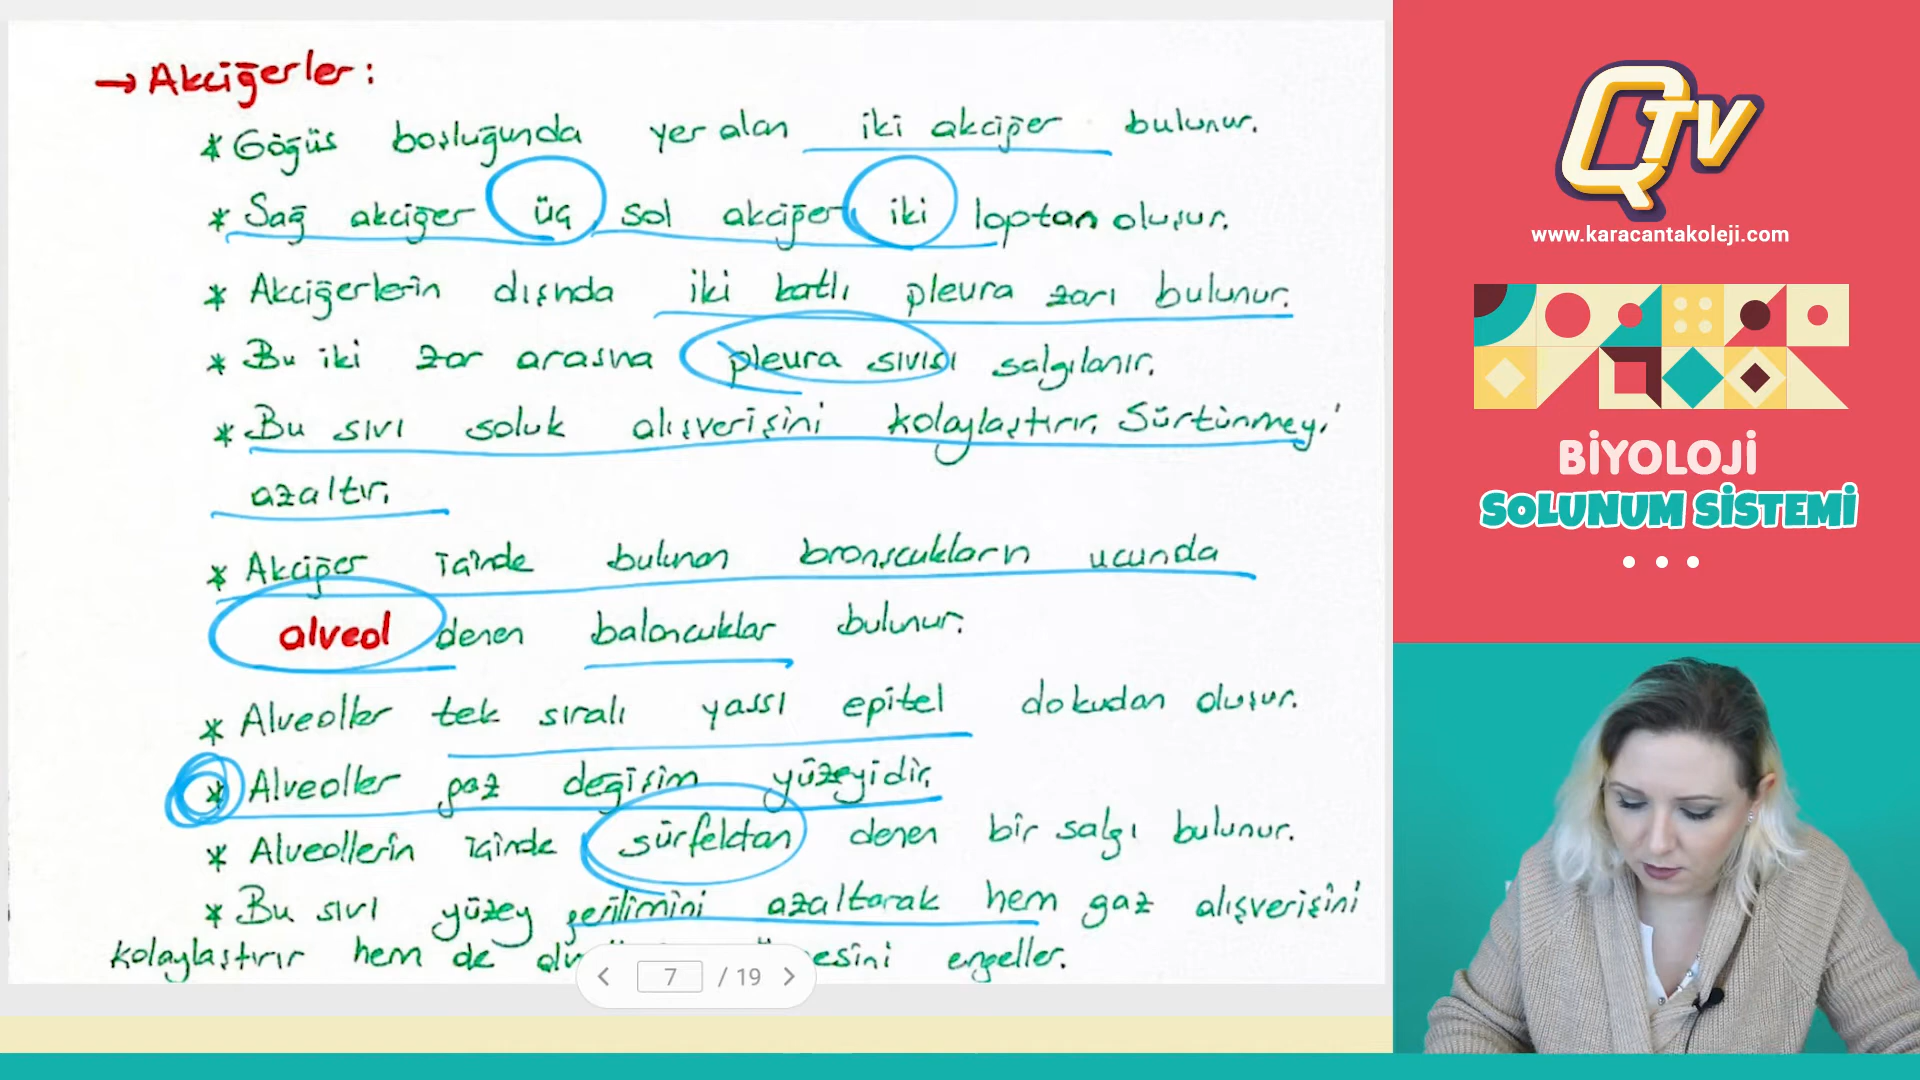 → Akciğerler:
* Göğüs boşluğunda yer alan iki akciğer bulunur.
* Sağ akciğer üç, sol akciğer iki loptan oluşur.
* Akciğerlerin dışında iki katlı pleura zarı bulunur.
* Bu iki zar arasına pleura sıvısı salgılanır.
* Bu sıvı soluk alışverişini kolaylaştırır. Sürtünmeyi
azaltır.
* Akciğer içinde bulunan bronşcukların ucunda
alveol denen baloncuklar bulunur.
* Alveoller tek sıralı yassı epitel dokudan oluşur.
* Alveoller gaz değişim yüzeyidir.
* Alveollerin içinde sürfektan denen bir salgı bulunur.
* Bu sıvı yüzey gerilimini azaltarak hem gaz alışverişini
kolaylaştırır hem de engeller.
7 / 19
QTV
www.karacantakoleji.com
BİYOLOJİ
SOLUNUM SİSTEMİ